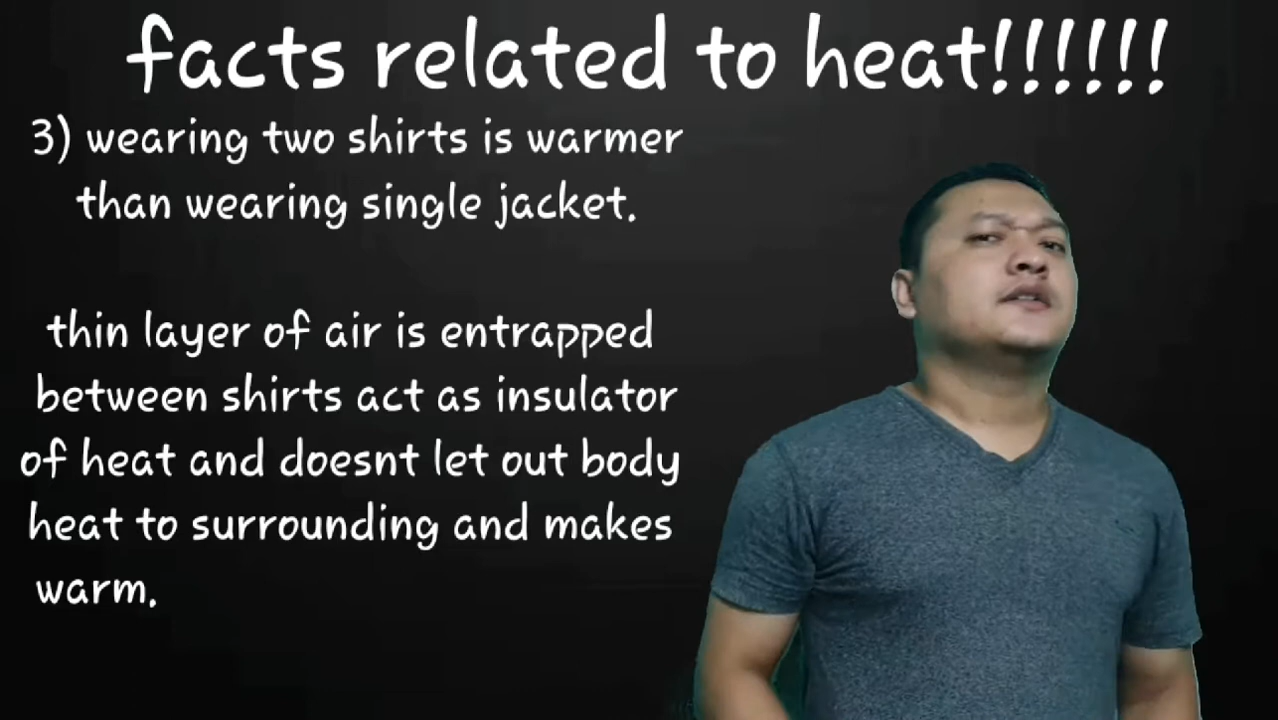 facts related to heat!!!!!!
3) wearing two shirts is warmer
than wearing single jacket.
thin layer of air is entrapped
between shirts act as insulator
of heat and doesnt let out body
heat to surrounding and makes
warm.